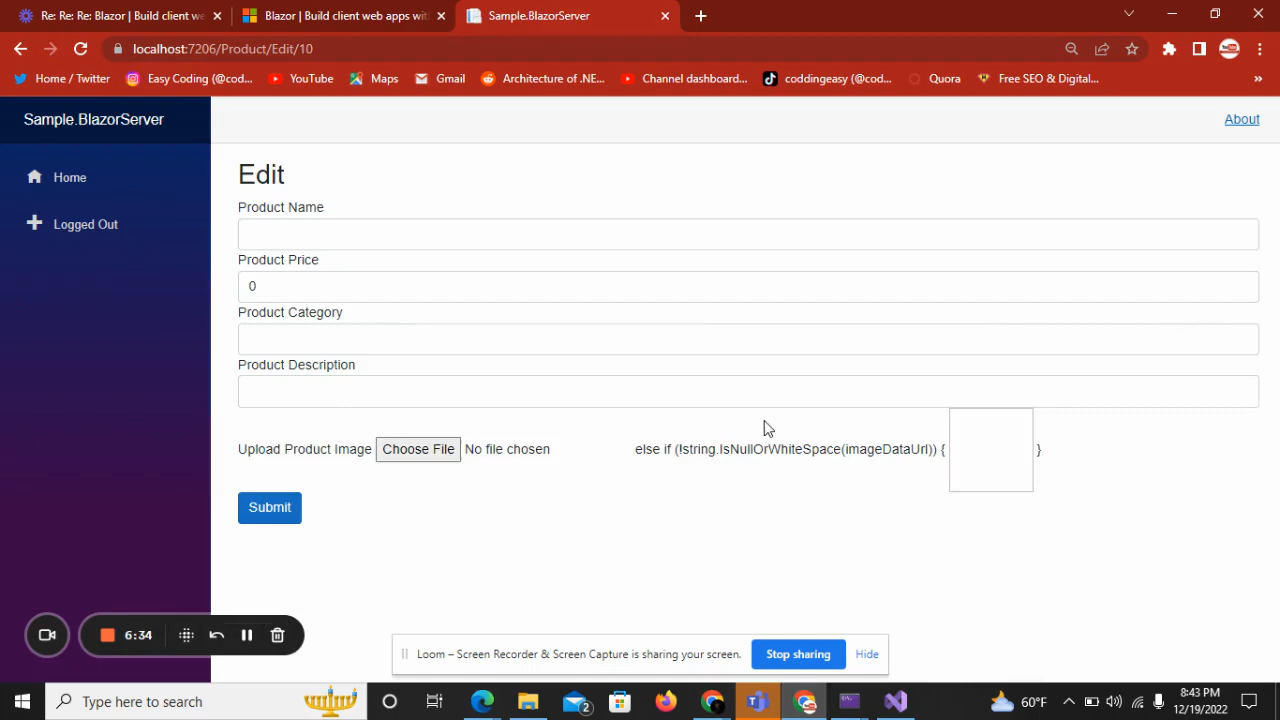 Re: Re: Re: Blazor | Build client we
Blazor | Build client web apps wit
Sample.BlazorServer
localhost:7206/Product/Edit/10
Home / Twitter
Easy Coding (@cod...
YouTube
Maps
Gmail
Architecture of .NE...
Channel dashboard...
coddingeasy (@cod...
Quora
Free SEO & Digital...
»
Sample.BlazorServer
About
Home
Logged Out
Edit
Product Name
Product Price
0
Product Category
Product Description
Upload Product Image Choose File No file chosen else if (!string.IsNullOrWhiteSpace(imageDataUrl)) { }
Submit
6:34
Loom – Screen Recorder & Screen Capture is sharing your screen. Stop sharing Hide
Type here to search
2
60°F
8:43 PM
12/19/2022